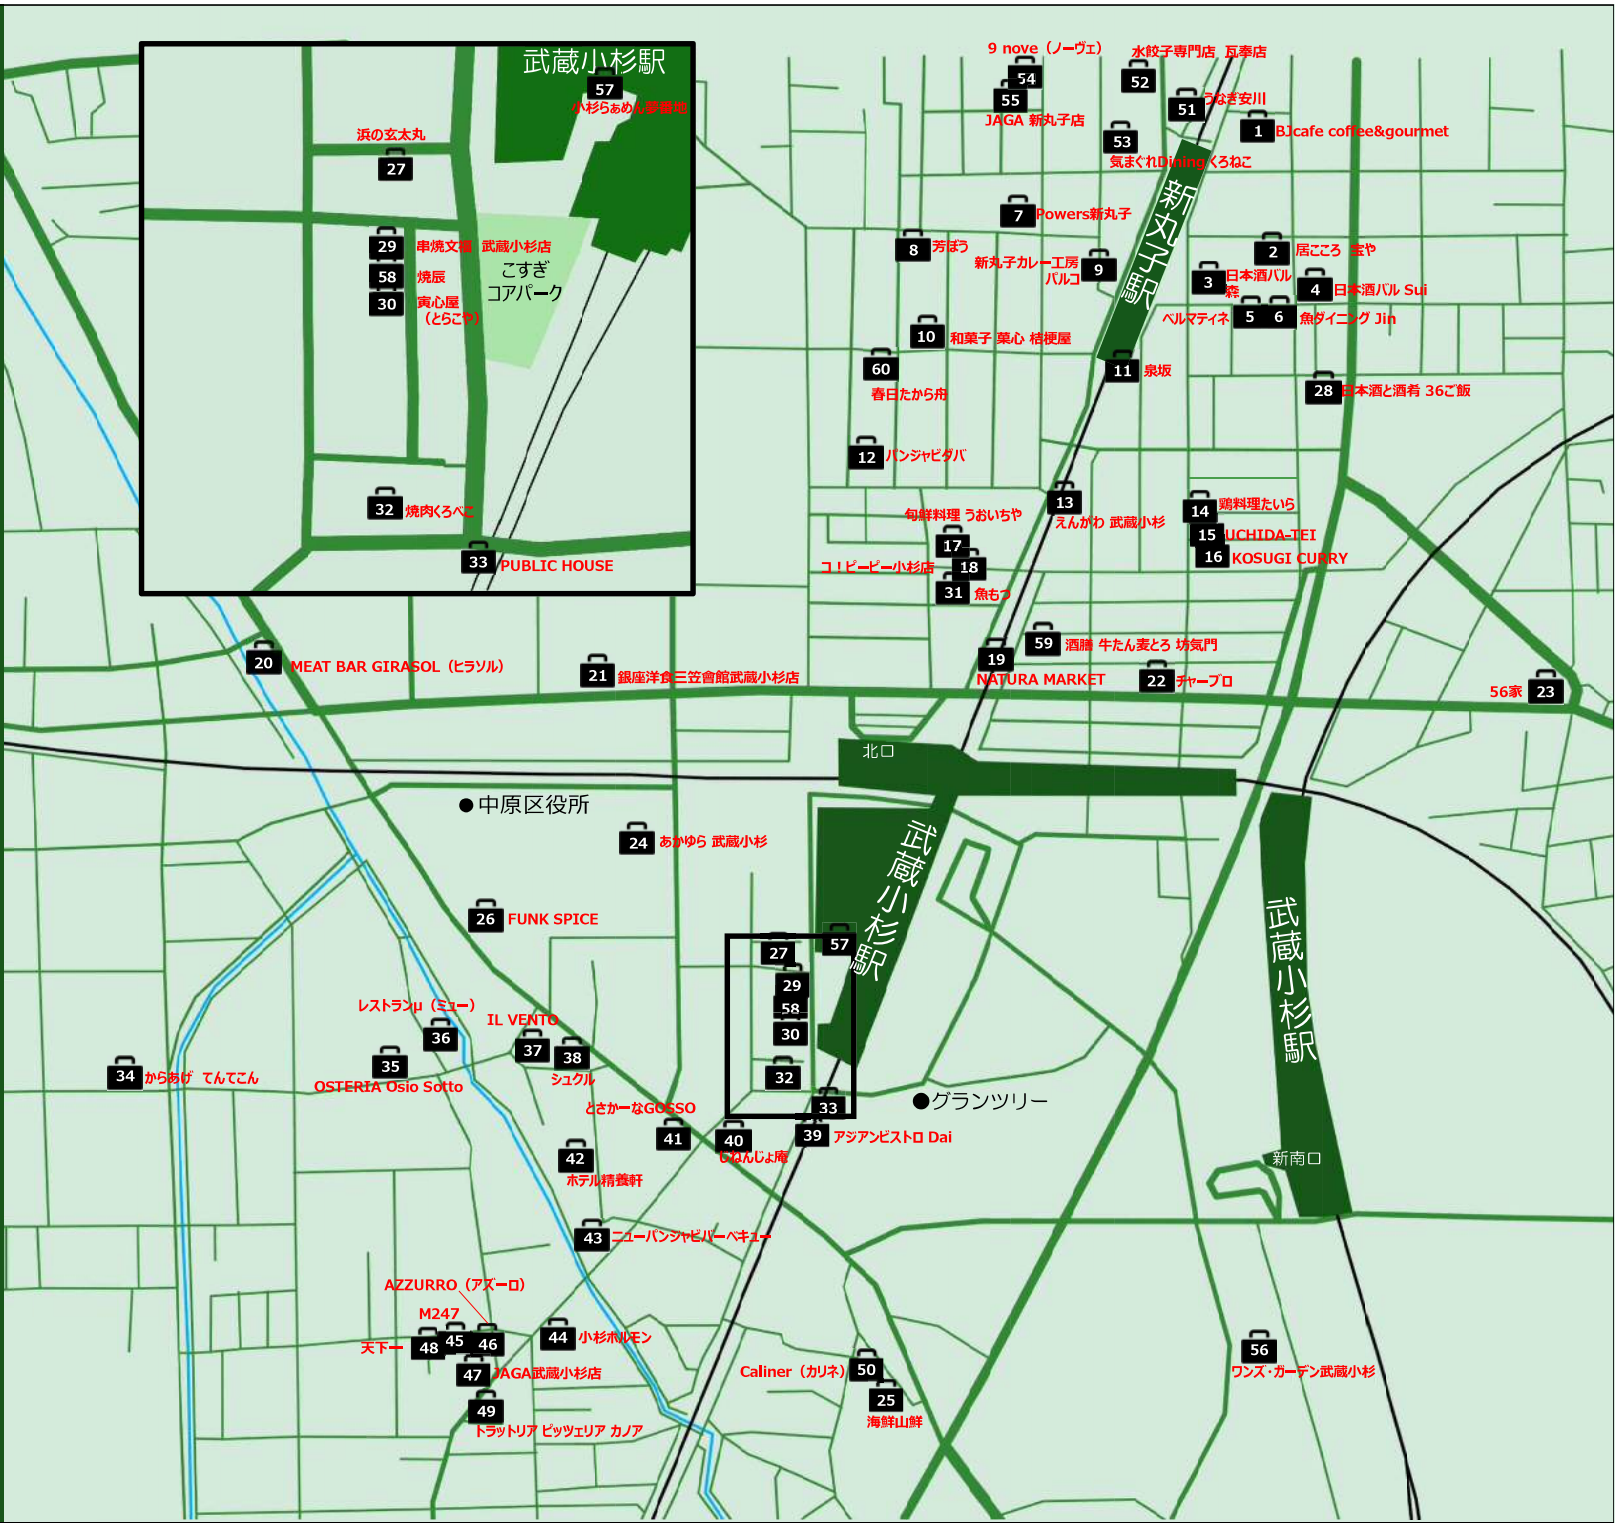 武蔵小杉駅
57
浜の玄太丸
27
29 串焼文福 武蔵小杉店
58 焼辰
30 寅心屋
(とらこや)
こすぎ
コアパーク
32 焼肉くろべこ
33 PUBLIC HOUSE
9 nove（ノーヴェ）
54
55
JAGA 新丸子店
水餃子専門店 瓦奉店
52
51 うなぎ安川
1 BJcafe coffee&gourmet
53
気まぐれDining くろねこ
新丸子駅
7 Powers新丸子
8 芳ぼう
新丸子カレー工房
パルコ
9
2 居こころ 宝や
3 日本酒バル
森
4 日本酒バル Sui
ベルマティネ 5
6 魚ダイニング Jin
10 和菓子 菓心 桔梗屋
60
春日たから舟
11 泉坂
28 日本酒と酒肴 36ご飯
12 パンジャビダバ
13
えんがわ 武蔵小杉
14 鶏料理たいら
15 UCHIDA-TEI
16 KOSUGI CURRY
旬鮮料理 うおいちや
17
コ！ピーピー小杉店 18
31 魚もつ
59 酒膳 牛たん麦とろ 坊気門
19
NATURA MARKET
22 チャーブロ
20 MEAT BAR GIRASOL（ヒラソル）
21 銀座洋食三笠會館武蔵小杉店
56家 23
北口
●中原区役所
24 あかゆら 武蔵小杉
武蔵小杉駅
武蔵小杉駅
26 FUNK SPICE
27
57
29
58
30
32
33
レストランμ（ミュー）
36
IL VENTO
37
38
シュクル
34 からあげ てんてこん
35
OSTERIA Osio Sotto
●グランツリー
とさかーなGOSSO
41
40
じねんじょ庵
39 アジアンビストロ Dai
42
ホテル精養軒
新南口
43 ニューパンジャビバーベキュー
AZZURRO（アズーロ）
M247
天下一 48
45
46
44 小杉ホルモン
47 JAGA武蔵小杉店
49
トラットリア ピッツェリア カノア
Caliner（カリネ） 50
25
海鮮山鮮
56
ワンズ・ガーデン武蔵小杉